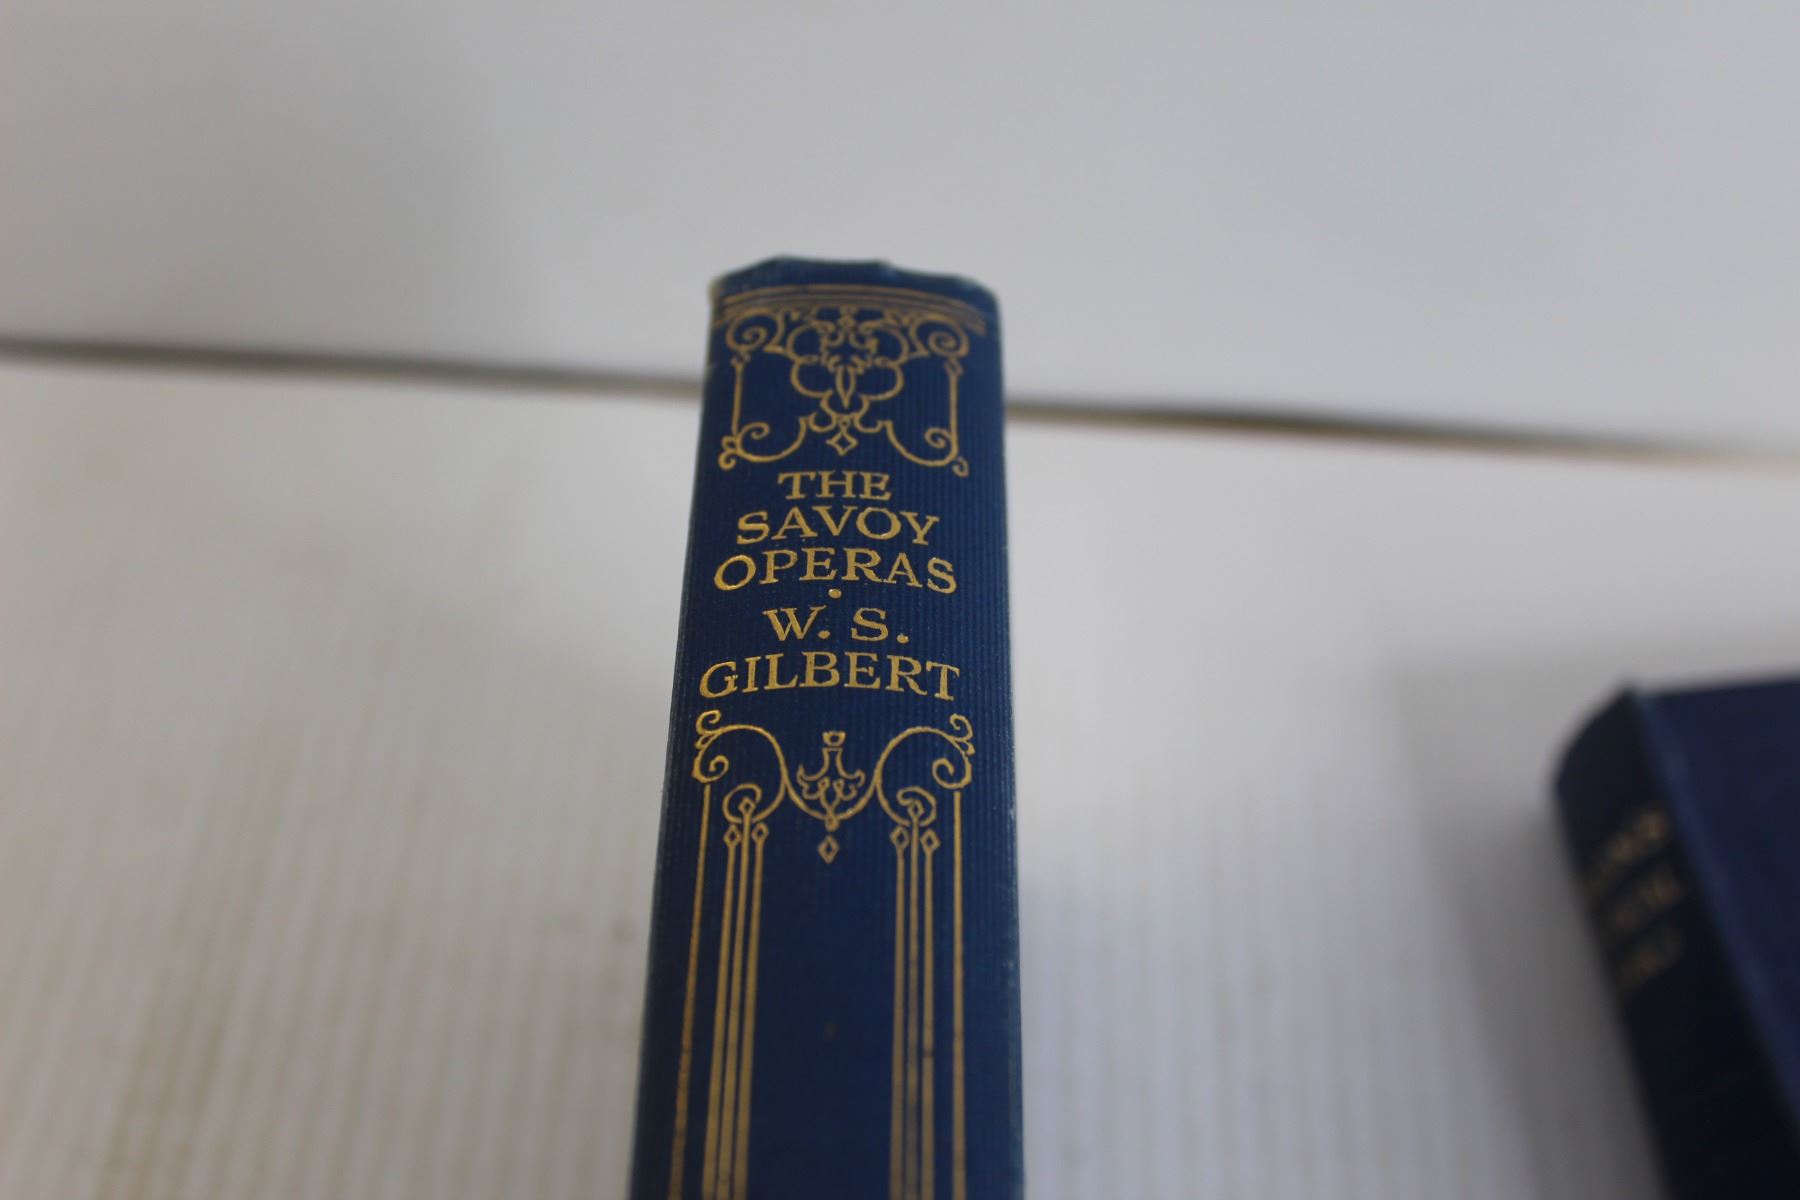 THE
SAVOY
OPERAS
·
W. S.
GILBERT